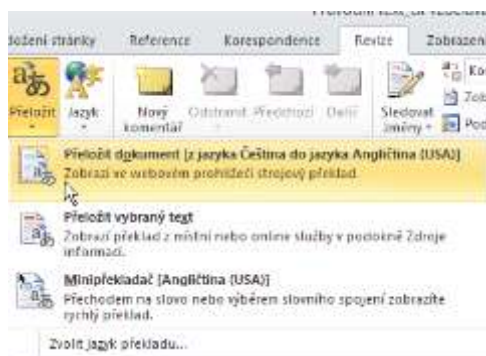 Rozložení stránky Reference Korespondence Revize Zobrazení
Přeložit Jazyk Nový komentář Odstranit Předchozí Další Sledovat změny
Přeložit dokument [z jazyka Čeština do jazyka Angličtina (USA)]
Zobrazí ve webovém prohlížeči strojový překlad.
Přeložit vybraný text
Zobrazí překlad z místní nebo online služby v podokně Zdroje
informací.
Minipřekladač [Angličtina (USA)]
Přechodem na slovo nebo výběrem slovního spojení zobrazíte
rychlý překlad.
Zvolit jazyk překladu...